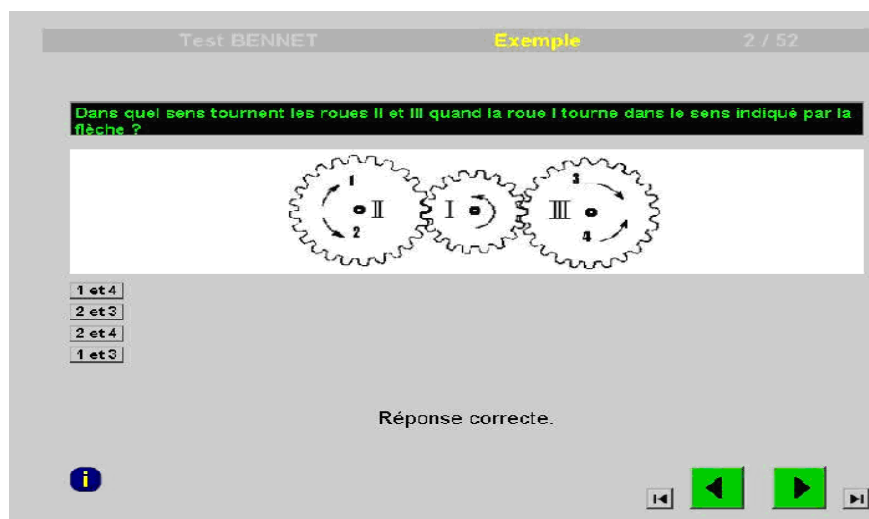 Test BENNET Exemple 2 / 52
Dans quel sens tournent les roues II et III quand la roue I tourne dans le sens indiqué par la
flèche ?
1 3
II I III
2 4
1 et 4
2 et 3
2 et 4
1 et 3
Réponse correcte.
i